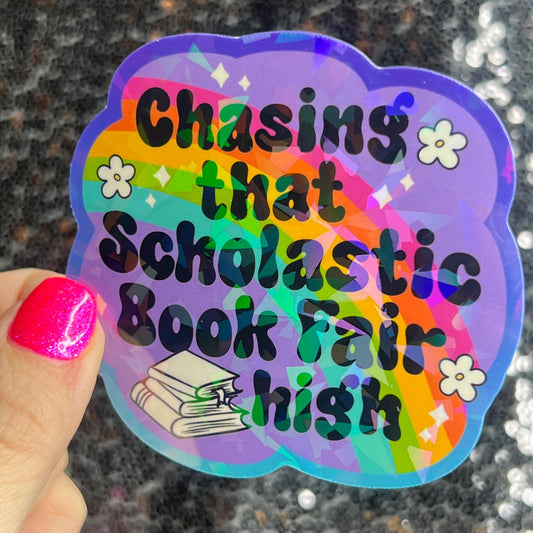 Chasing
that
Scholastic
Book Fair
high